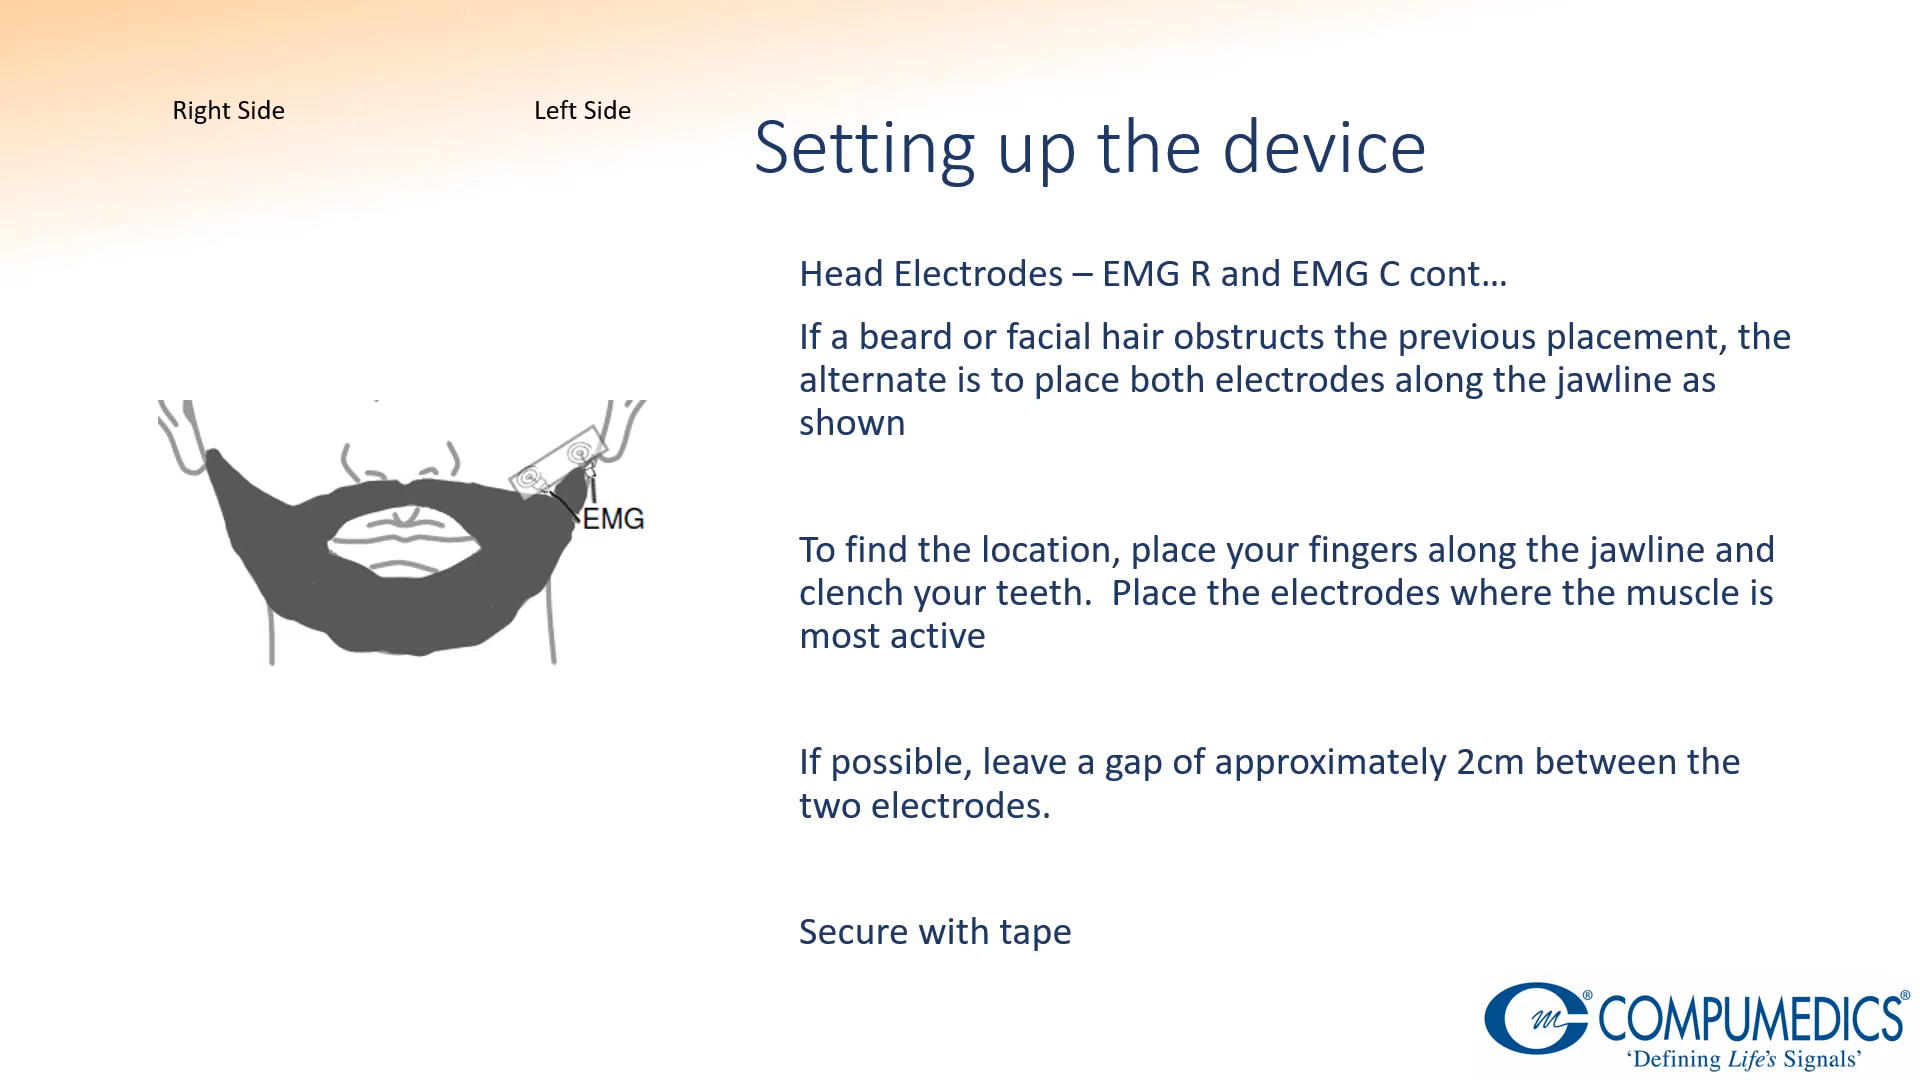 Right Side
Left Side
Setting up the device
Head Electrodes – EMG R and EMG C cont…
If a beard or facial hair obstructs the previous placement, the
alternate is to place both electrodes along the jawline as
shown
EMG
To find the location, place your fingers along the jawline and
clench your teeth.  Place the electrodes where the muscle is
most active
If possible, leave a gap of approximately 2cm between the
two electrodes.
Secure with tape
® COMPUMEDICS®
‘Defining Life’s Signals’